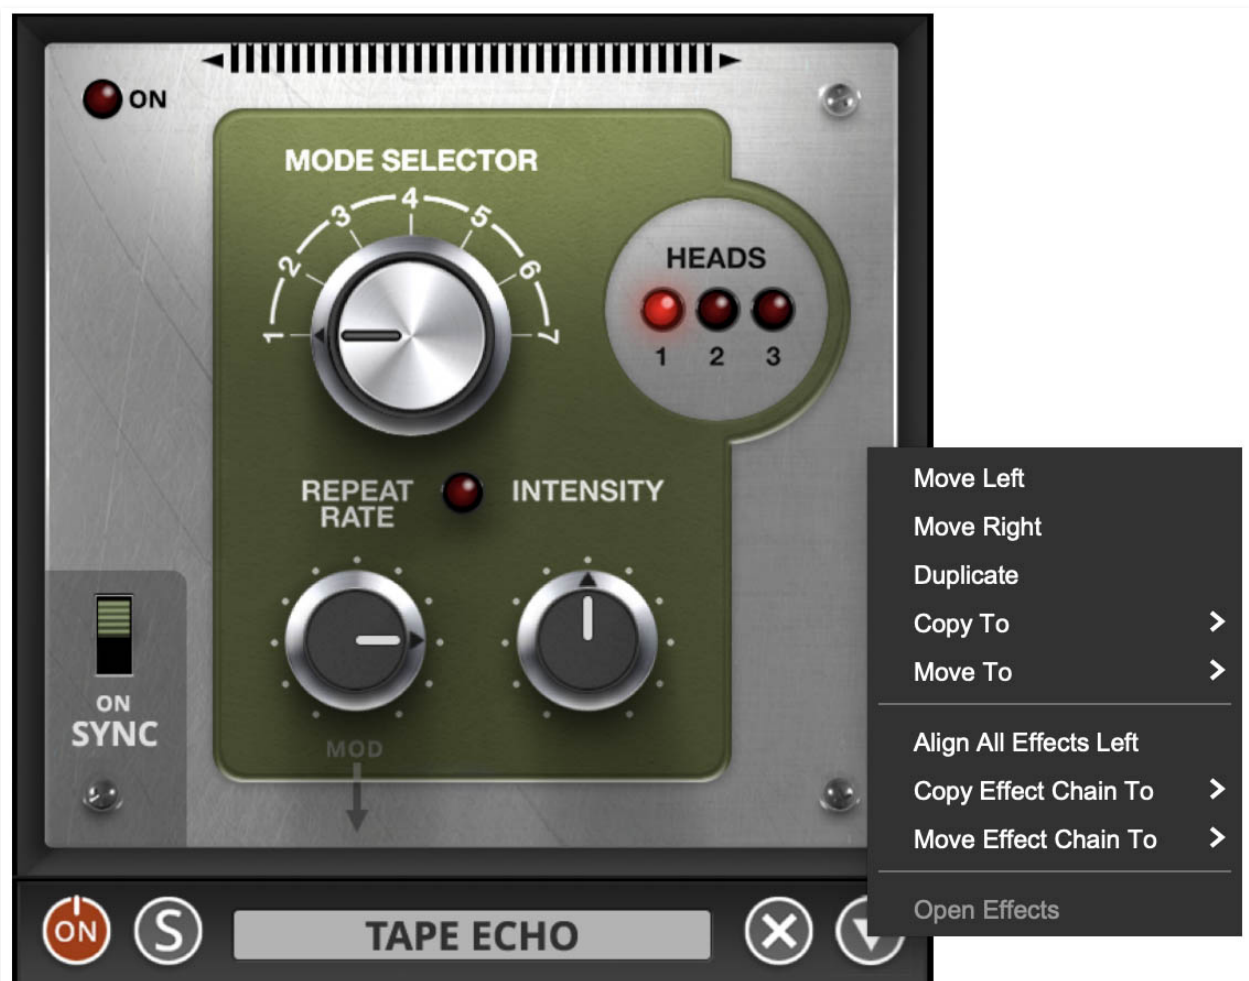 ON
MODE SELECTOR
1 2 3 4 5 6 7
HEADS
1 2 3
REPEAT
RATE
INTENSITY
ON
SYNC
MOD
Move Left
Move Right
Duplicate
Copy To
Move To
Align All Effects Left
Copy Effect Chain To
Move Effect Chain To
Open Effects
ON
S
TAPE ECHO